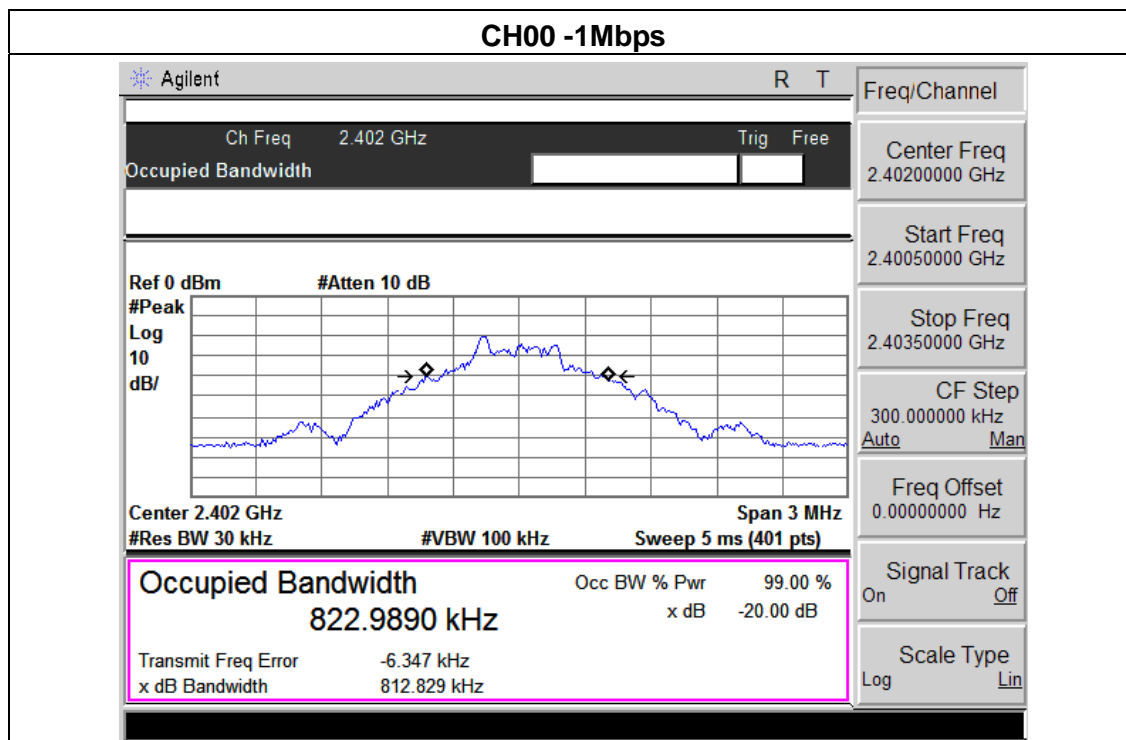 CH00 -1Mbps
Agilent R T
Ch Freq 2.402 GHz Trig Free
Occupied Bandwidth
Ref 0 dBm #Atten 10 dB
#Peak
Log
10
dB/
Center 2.402 GHz Span 3 MHz
#Res BW 30 kHz #VBW 100 kHz Sweep 5 ms (401 pts)
Occupied Bandwidth Occ BW % Pwr 99.00 %
822.9890 kHz x dB -20.00 dB
Transmit Freq Error -6.347 kHz
x dB Bandwidth 812.829 kHz
Freq/Channel
Center Freq
2.40200000 GHz
Start Freq
2.40050000 GHz
Stop Freq
2.40350000 GHz
CF Step
300.000000 kHz
Auto Man
Freq Offset
0.00000000 Hz
Signal Track
On Off
Scale Type
Log Lin